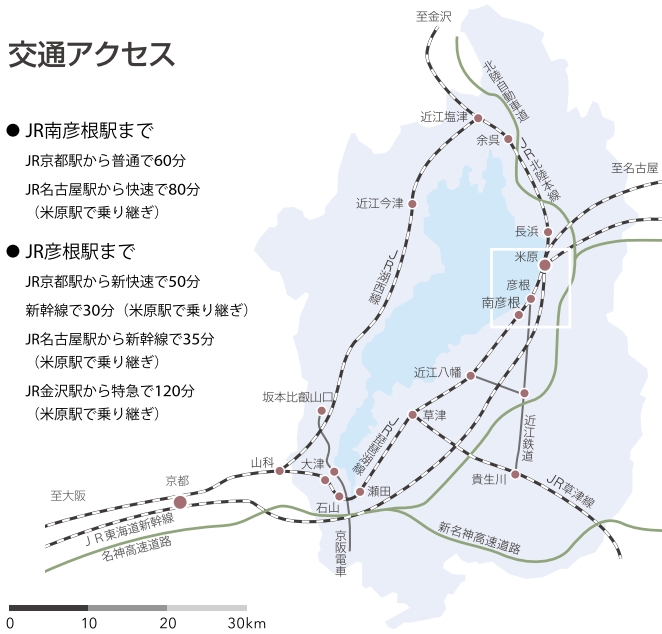 交通アクセス
● JR南彦根駅まで
JR京都駅から普通で60分
JR名古屋駅から快速で80分
（米原駅で乗り継ぎ）
● JR彦根駅まで
JR京都駅から新快速で50分
新幹線で30分（米原駅で乗り継ぎ）
JR名古屋駅から新幹線で35分
（米原駅で乗り継ぎ）
JR金沢駅から特急で120分
（米原駅で乗り継ぎ）
至金沢
北陸自動車道
近江塩津
余呉
JR北陸本線
至名古屋
近江今津
長浜
米原
JR湖西線
彦根
南彦根
近江八幡
坂本比叡山口
草津
近江鉄道
JR琵琶湖線
山科
大津
貴生川
瀬田
JR草津線
京都
至大阪
石山
JR東海道新幹線
名神高速道路
京阪電車
新名神高速道路
0 10 20 30km